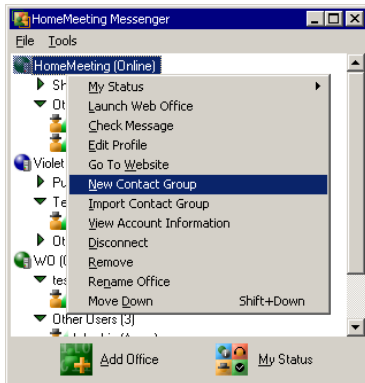 HomeMeeting Messenger
File Tools
HomeMeeting (Online)
Sh
My Status
Ot
Launch Web Office
Check Message
Edit Profile
Violet
Go To Website
Pu
New Contact Group
Te
Import Contact Group
View Account Information
Ot
Disconnect
WO
Remove
tes
Rename Office
Move Down Shift+Down
Other Users (3)
Add Office My Status